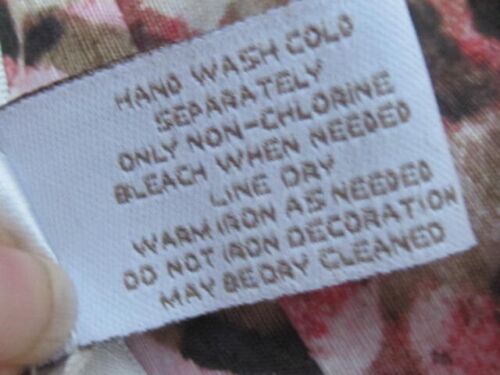 HAND WASH COLD
SEPARATELY
ONLY NON-CHLORINE
BLEACH WHEN NEEDED
LINE DRY
WARM IRON AS NEEDED
DO NOT IRON DECORATION
MAY BE DRY CLEANED